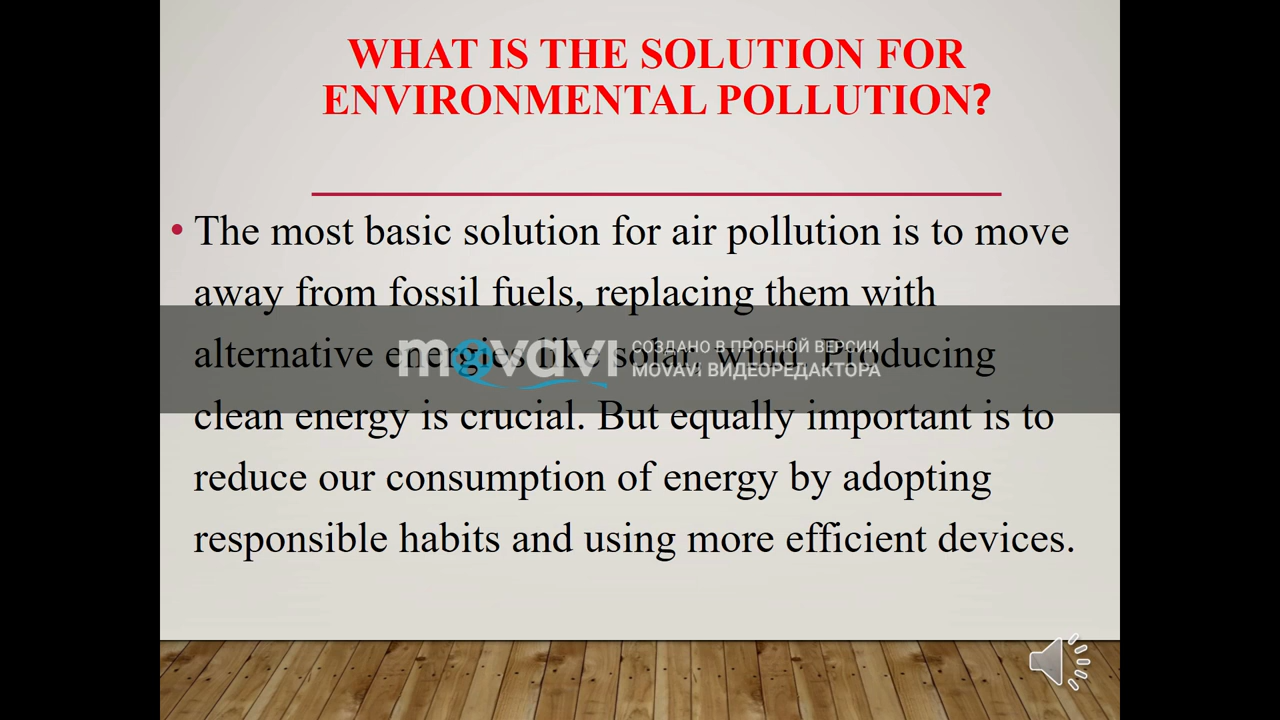 WHAT IS THE SOLUTION FOR
ENVIRONMENTAL POLLUTION?
• The most basic solution for air pollution is to move
away from fossil fuels, replacing them with
alternative energies like solar, wind. Producing
clean energy is crucial. But equally important is to
reduce our consumption of energy by adopting
responsible habits and using more efficient devices.
movavi
СОЗДАНО В ПРОБНОЙ ВЕРСИИ
MOVAVI ВИДЕОРЕДАКТОРА